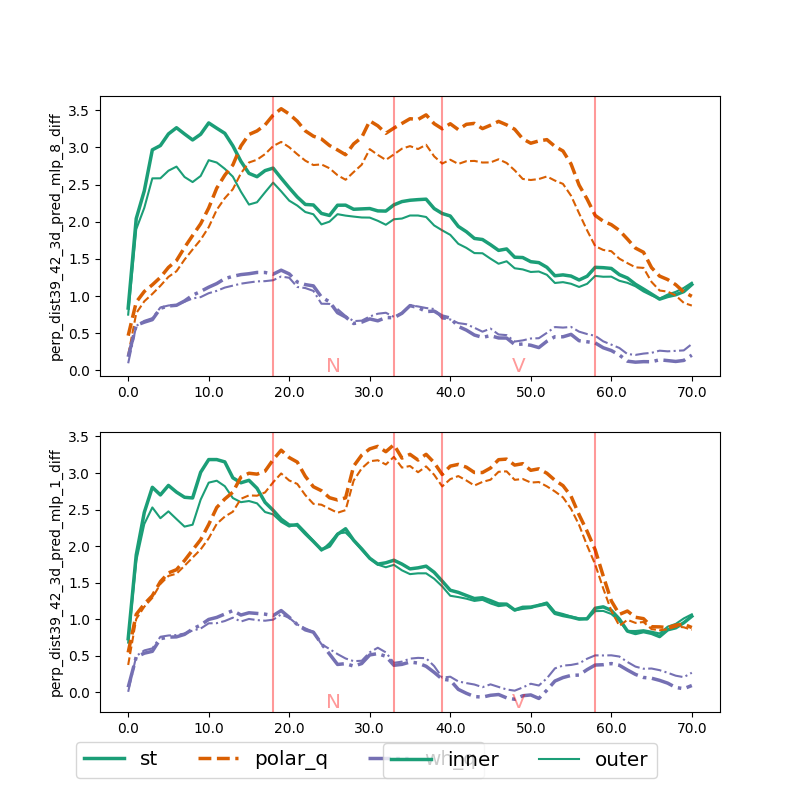 perp_dist39_42_3d_pred_mlp_8_diff
3.5
3.0
2.5
2.0
1.5
1.0
0.5
0.0
N V
0.0 10.0 20.0 30.0 40.0 50.0 60.0 70.0
perp_dist39_42_3d_pred_mlp_1_diff
3.5
3.0
2.5
2.0
1.5
1.0
0.5
0.0
N V
0.0 10.0 20.0 30.0 40.0 50.0 60.0 70.0
st polar_q wh_q inner outer